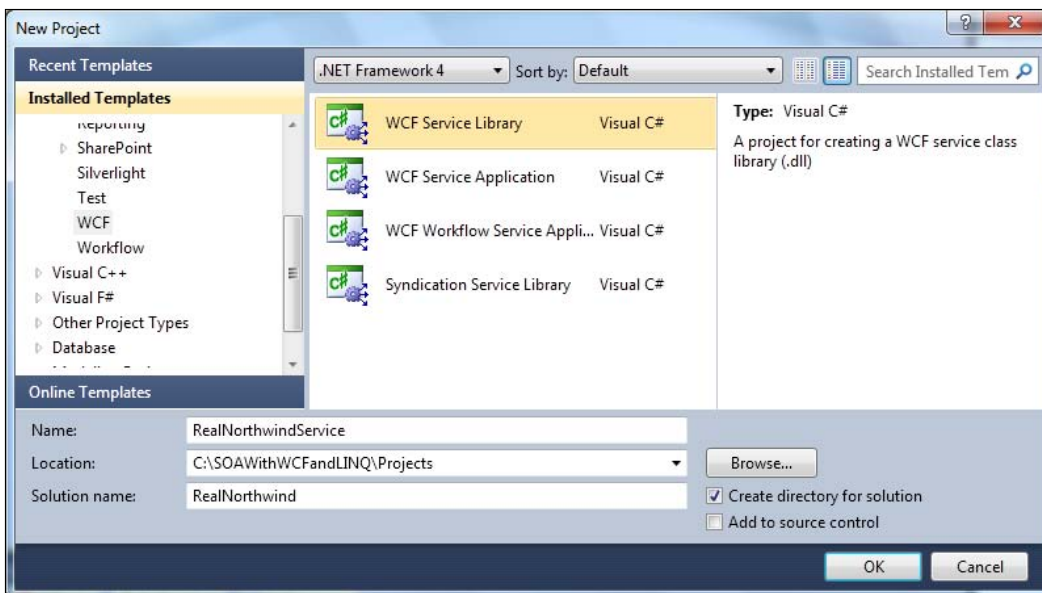 New Project
Recent Templates
Installed Templates
Reporting
SharePoint
Silverlight
Test
WCF
Workflow
Visual C++
Visual F#
Other Project Types
Database
Online Templates
.NET Framework 4
Sort by: Default
Search Installed Tem
WCF Service Library Visual C#
WCF Service Application Visual C#
WCF Workflow Service Appli... Visual C#
Syndication Service Library Visual C#
Type: Visual C#
A project for creating a WCF service class
library (.dll)
Name: RealNorthwindService
Location: C:\SOAWithWCFandLINQ\Projects
Browse...
Solution name: RealNorthwind
Create directory for solution
Add to source control
OK Cancel